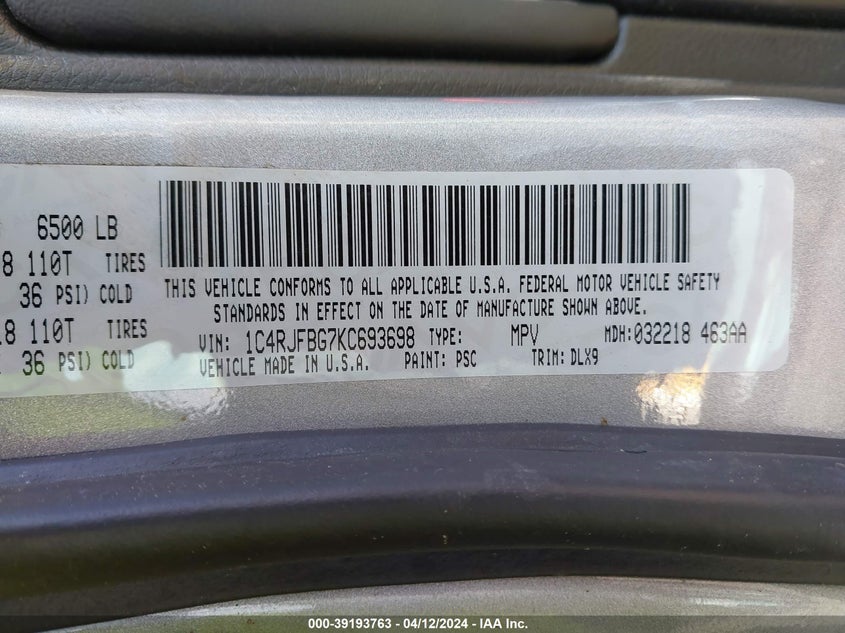 6500 LB
8 110T TIRES
36 PSI) COLD
18 110T TIRES
36 PSI) COLD
THIS VEHICLE CONFORMS TO ALL APPLICABLE U.S.A. FEDERAL MOTOR VEHICLE SAFETY
STANDARDS IN EFFECT ON THE DATE OF MANUFACTURE SHOWN ABOVE.
VIN: 1C4RJFBG7KC693698 TYPE: MPV MDH:032218 463AA
VEHICLE MADE IN U.S.A. PAINT: PSC TRIM: DLX9
000-39193763 - 04/12/2024 - IAA Inc.